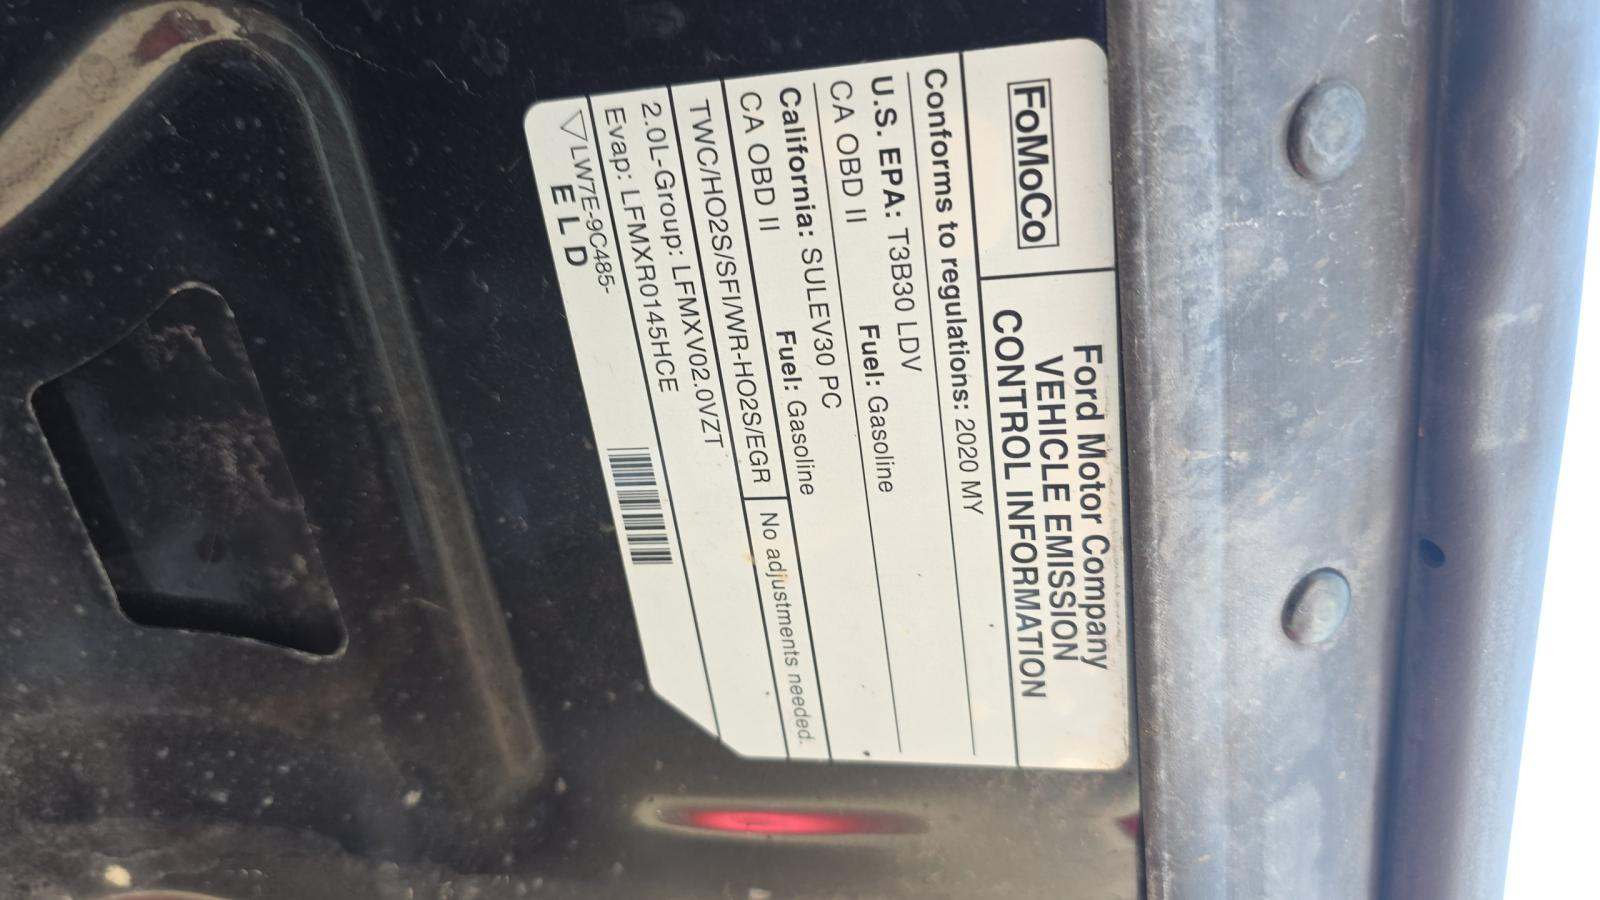 FoMoCo
Ford Motor Company
VEHICLE EMISSION
CONTROL INFORMATION
Conforms to regulations: 2020 MY
U.S. EPA: T3B30 LDV Fuel: Gasoline
CA OBD II
California: SULEV30 PC Fuel: Gasoline
CA OBD II
TWC/HO2S/SFI/WR-HO2S/EGR No adjustments needed.
2.0L-Group: LFMXV02.0VZT
Evap: LFMXR0145HCE
LW7E-9C485-
ELD